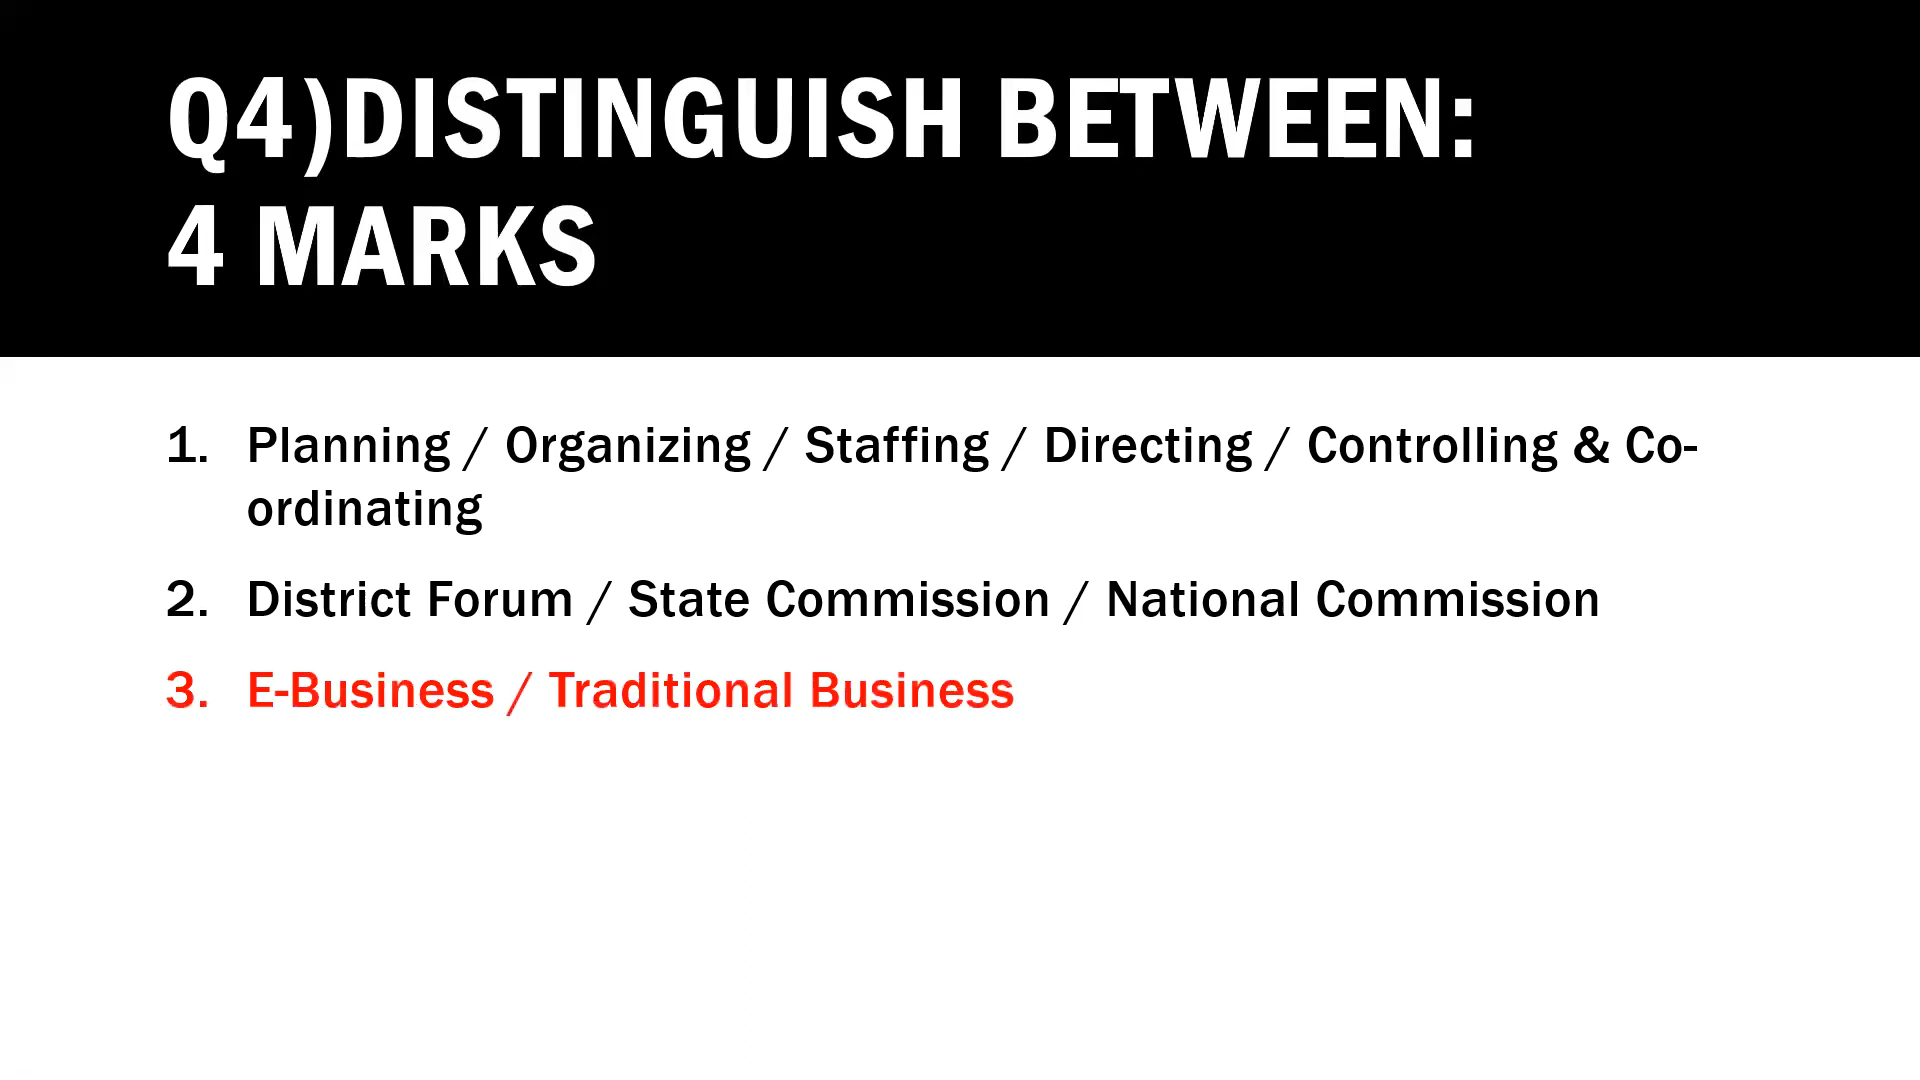 Q4)DISTINGUISH BETWEEN:
4 MARKS
1. Planning / Organizing / Staffing / Directing / Controlling & Co-
ordinating
2. District Forum / State Commission / National Commission
3. E-Business / Traditional Business